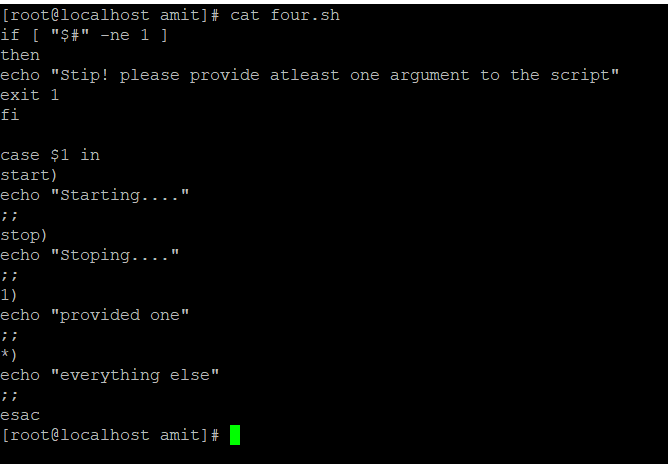 [root@localhost amit]# cat four.sh
if [ "$#" -ne 1 ]
then
echo "Stip! please provide atleast one argument to the script"
exit 1
fi
case $1 in
start)
echo "Starting...."
;;
stop)
echo "Stoping...."
;;
1)
echo "provided one"
;;
*)
echo "everything else"
;;
esac
[root@localhost amit]#